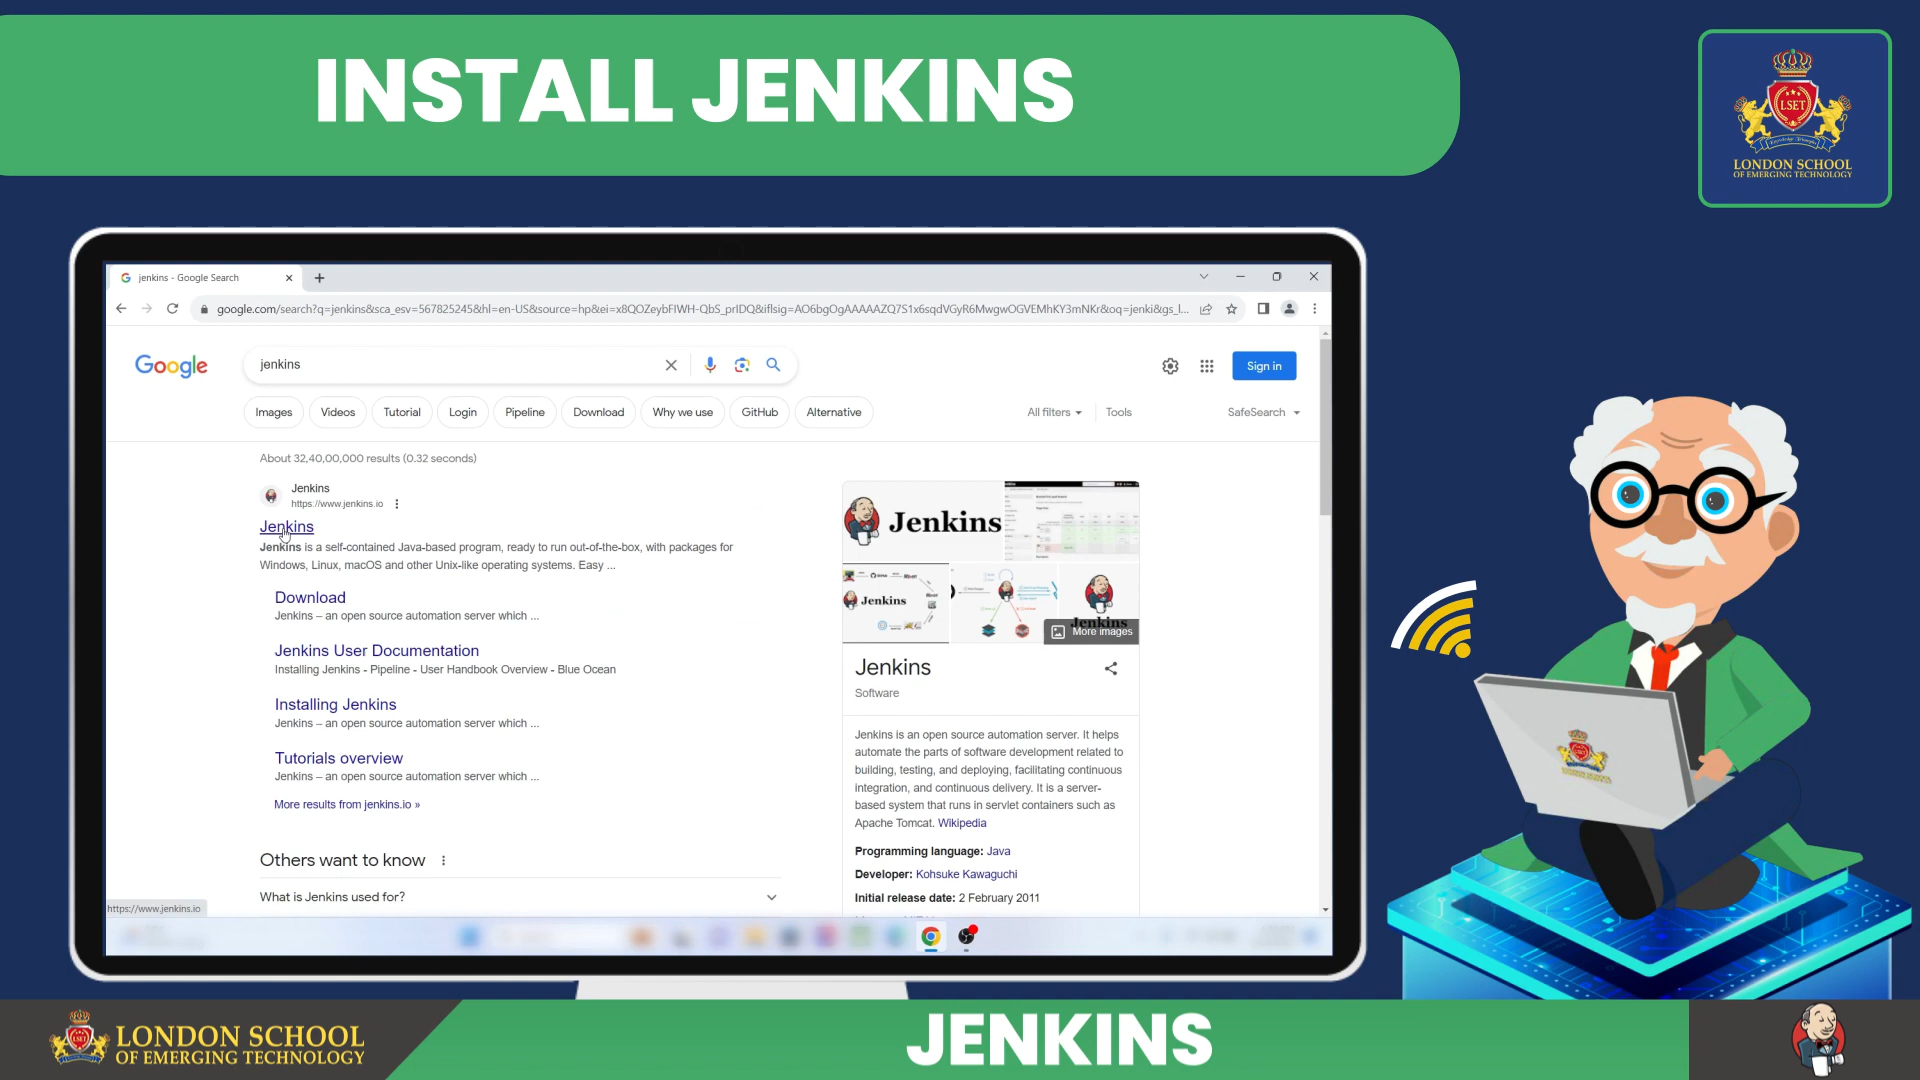 INSTALL JENKINS
LSET
LONDON SCHOOL
OF EMERGING TECHNOLOGY
jenkins - Google Search
google.com/search?q=jenkins&sca_esv=567825245&hl=en-US&source=hp&ei=x8QOZeybFIWH-QbS_prIDQ&iflsig=AO6bgOgAAAAAZQ7S1x6sqdVGyR6MwgwOGVEMhKY3mNKr&oq=jenki&gs_l...
Google
jenkins
Sign in
Images
Videos
Tutorial
Login
Pipeline
Download
Why we use
GitHub
Alternative
All filters
Tools
SafeSearch
About 32,40,00,000 results (0.32 seconds)
Jenkins
https://www.jenkins.io
Jenkins
Jenkins is a self-contained Java-based program, ready to run out-of-the-box, with packages for
Windows, Linux, macOS and other Unix-like operating systems. Easy ...
Download
Jenkins – an open source automation server which ...
Jenkins User Documentation
Installing Jenkins - Pipeline - User Handbook Overview - Blue Ocean
Installing Jenkins
Jenkins – an open source automation server which ...
Tutorials overview
Jenkins – an open source automation server which ...
More results from jenkins.io »
Others want to know
What is Jenkins used for?
https://www.jenkins.io
Jenkins
Jenkins
Jenkins
More images
Jenkins
Software
Jenkins is an open source automation server. It helps
automate the parts of software development related to
building, testing, and deploying, facilitating continuous
integration, and continuous delivery. It is a server-
based system that runs in servlet containers such as
Apache Tomcat. Wikipedia
Programming language: Java
Developer: Kohsuke Kawaguchi
Initial release date: 2 February 2011
LSET
LONDON SCHOOL
OF EMERGING TECHNOLOGY
JENKINS